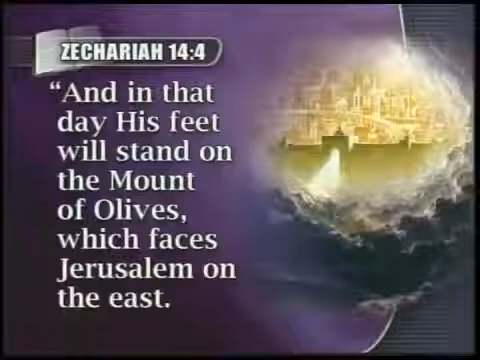 ZECHARIAH 14:4
“And in that
day His feet
will stand on
the Mount
of Olives,
which faces
Jerusalem on
the east.